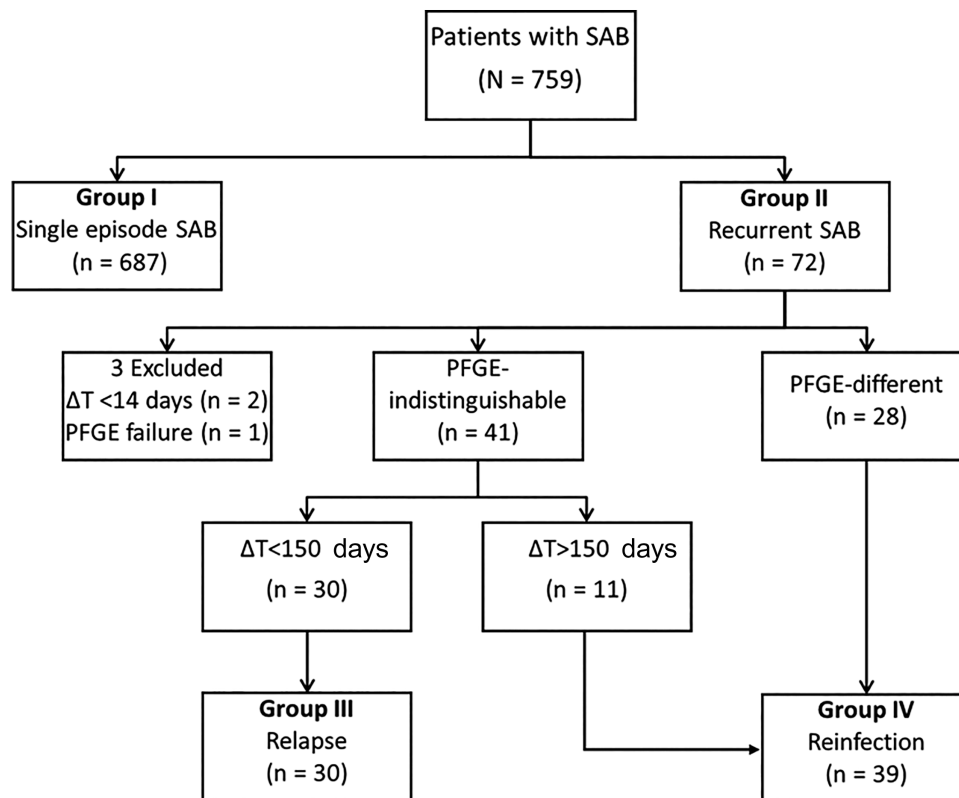 Patients with SAB
(N = 759)
Group I
Single episode SAB
(n = 687)
Group II
Recurrent SAB
(n = 72)
3 Excluded
ΔT <14 days (n = 2)
PFGE failure (n = 1)
PFGE-
indistinguishable
(n = 41)
PFGE-different
(n = 28)
ΔT<150 days
(n = 30)
ΔT>150 days
(n = 11)
Group III
Relapse
(n = 30)
Group IV
Reinfection
(n = 39)